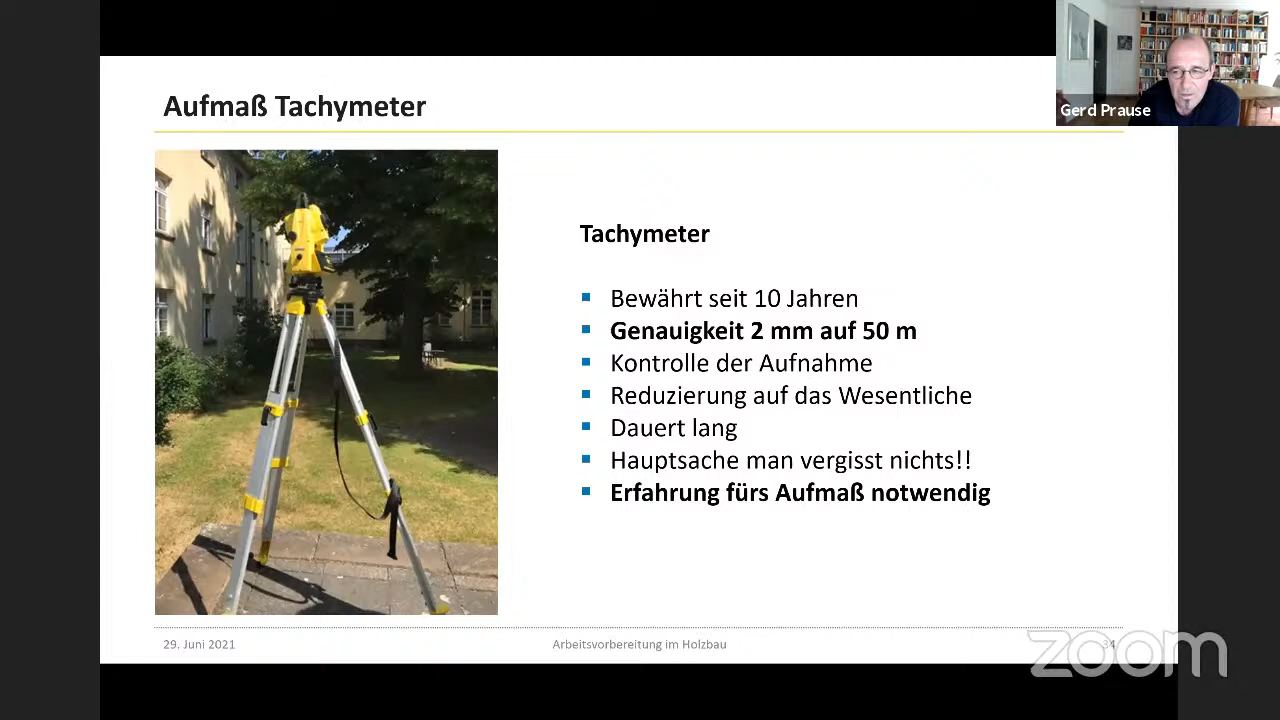 Aufmaß Tachymeter
Gerd Prause
Tachymeter
Bewährt seit 10 Jahren
Genauigkeit 2 mm auf 50 m
Kontrolle der Aufnahme
Reduzierung auf das Wesentliche
Dauert lang
Hauptsache man vergisst nichts!!
Erfahrung fürs Aufmaß notwendig
29. Juni 2021
Arbeitsvorbereitung im Holzbau
34
zoom